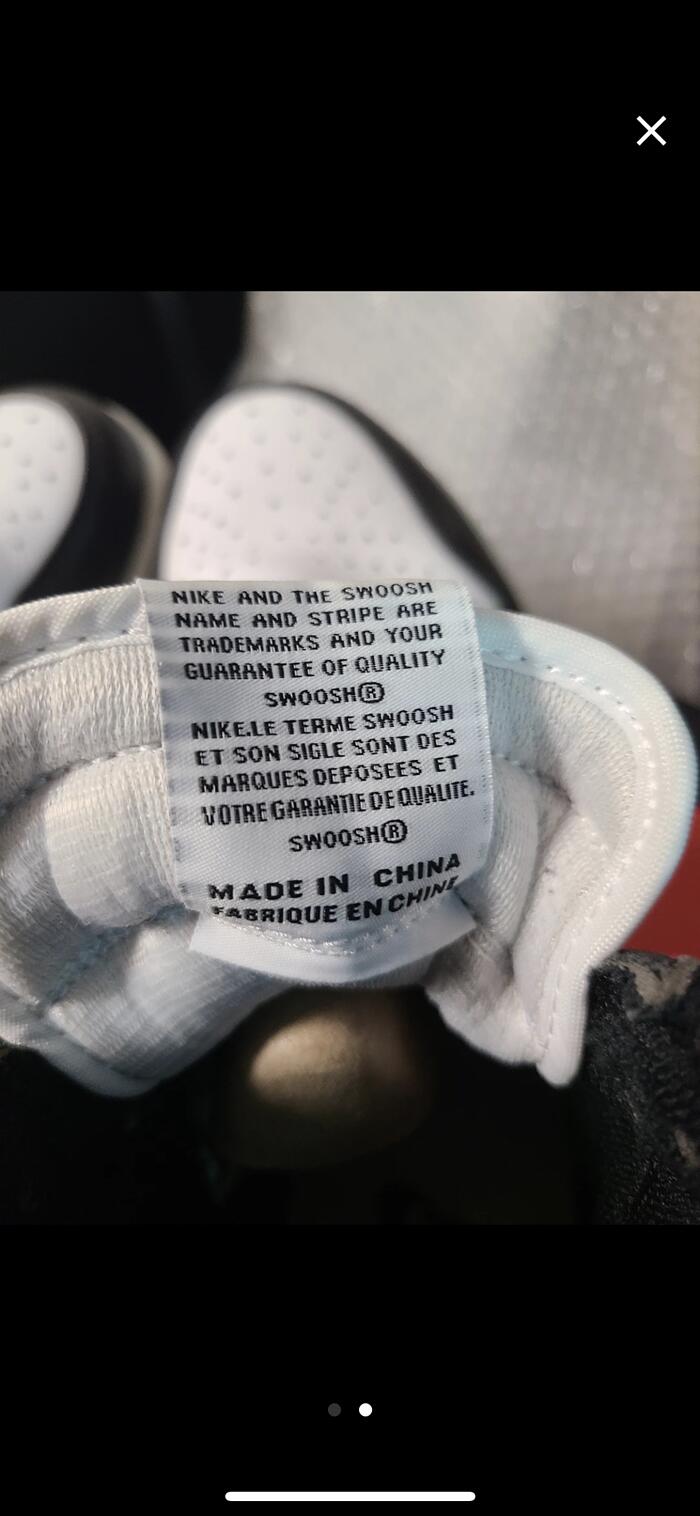 NIKE AND THE SWOOSH
NAME AND STRIPE ARE
TRADEMARKS AND YOUR
GUARANTEE OF QUALITY
SWOOSH®
NIKE.LE TERME SWOOSH
ET SON SIGLE SONT DES
MARQUES DEPOSEES ET
VOTRE GARANTIE DE QUALITE.
SWOOSH®
MADE IN CHINA
FABRIQUE EN CHINE